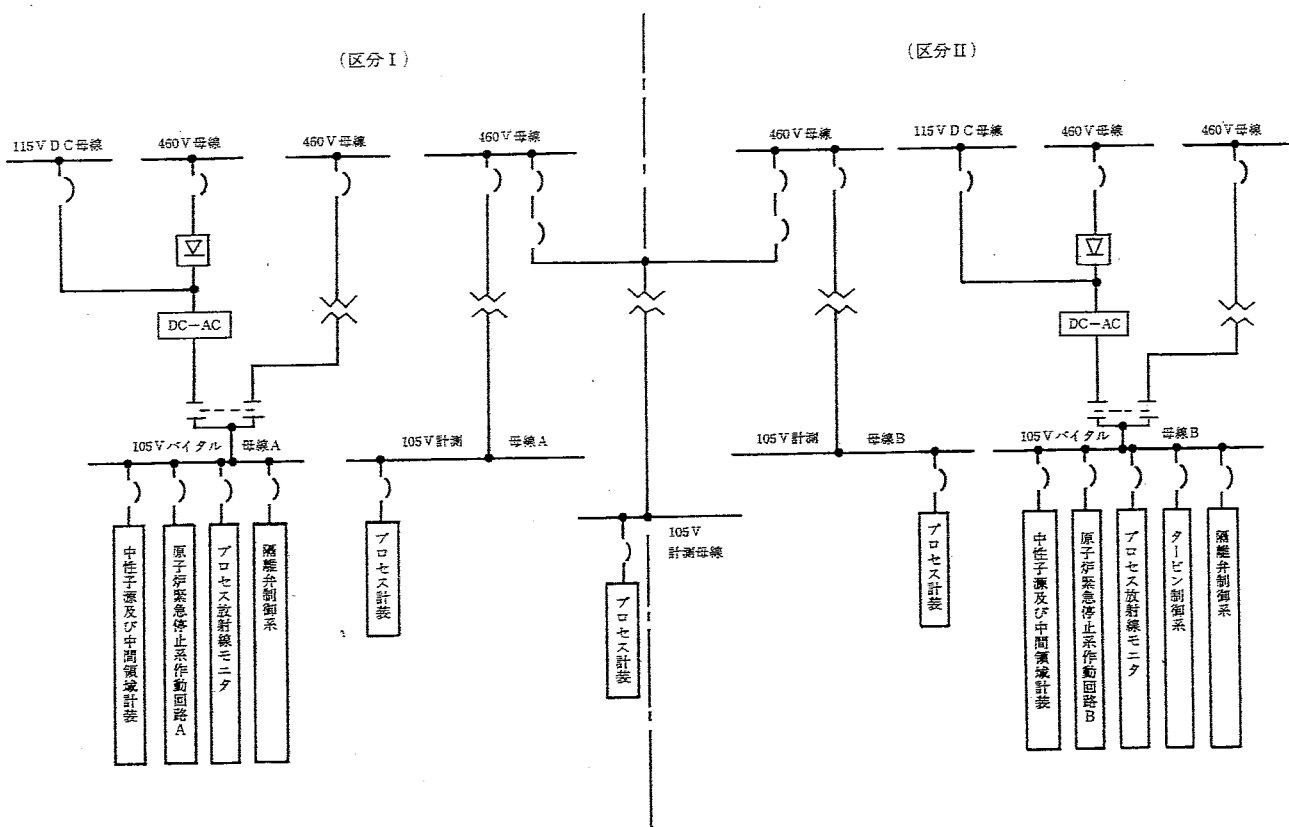 (区分Ⅰ)
(区分Ⅱ)
115V DC母線
460V母線
460V母線
460V母線
460V母線
115V DC母線
460V母線
460V母線
DC-AC
DC-AC
105Vバイタル 母線A
105V計測 母線A
105V計測 母線B
105Vバイタル 母線B
105V
計測母線
中性子源及び中間領域計装
原子炉緊急停止系作動回路A
プロセス放射線モニタ
隔離弁制御系
プロセス計装
プロセス計装
プロセス計装
中性子源及び中間領域計装
原子炉緊急停止系作動回路B
プロセス放射線モニタ
タービン制御系
隔離弁制御系